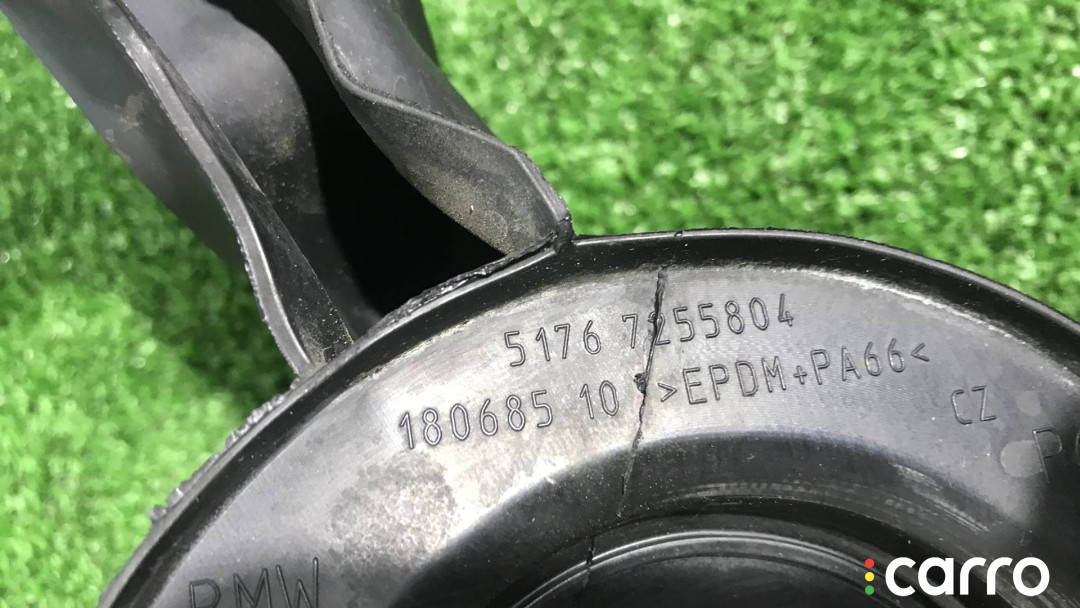 5176 7255804
180685 10 >EPDM+PA66<
CZ
BMW
carro